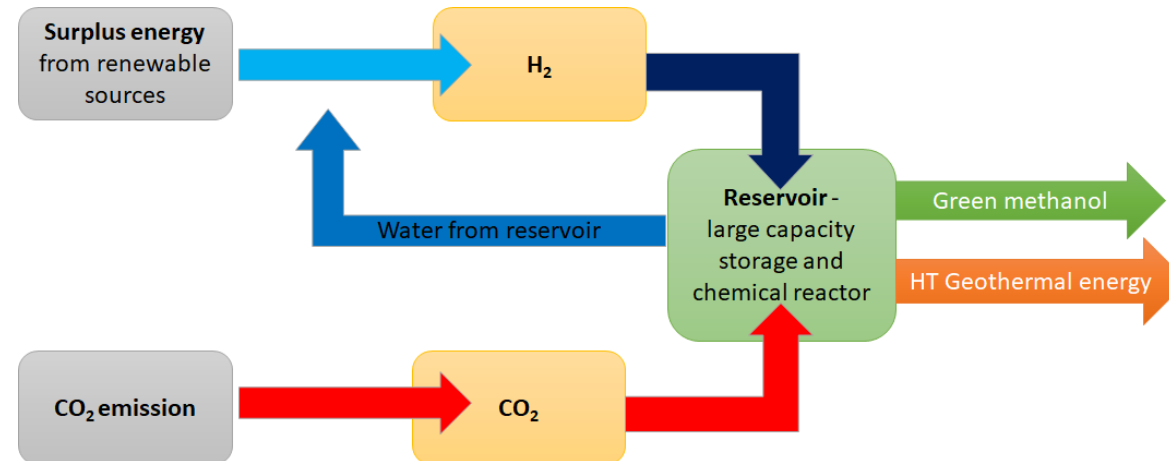 Surplus energy
from renewable
sources
H₂
Water from reservoir
Reservoir -
large capacity
storage and
chemical reactor
Green methanol
HT Geothermal energy
CO₂ emission
CO₂